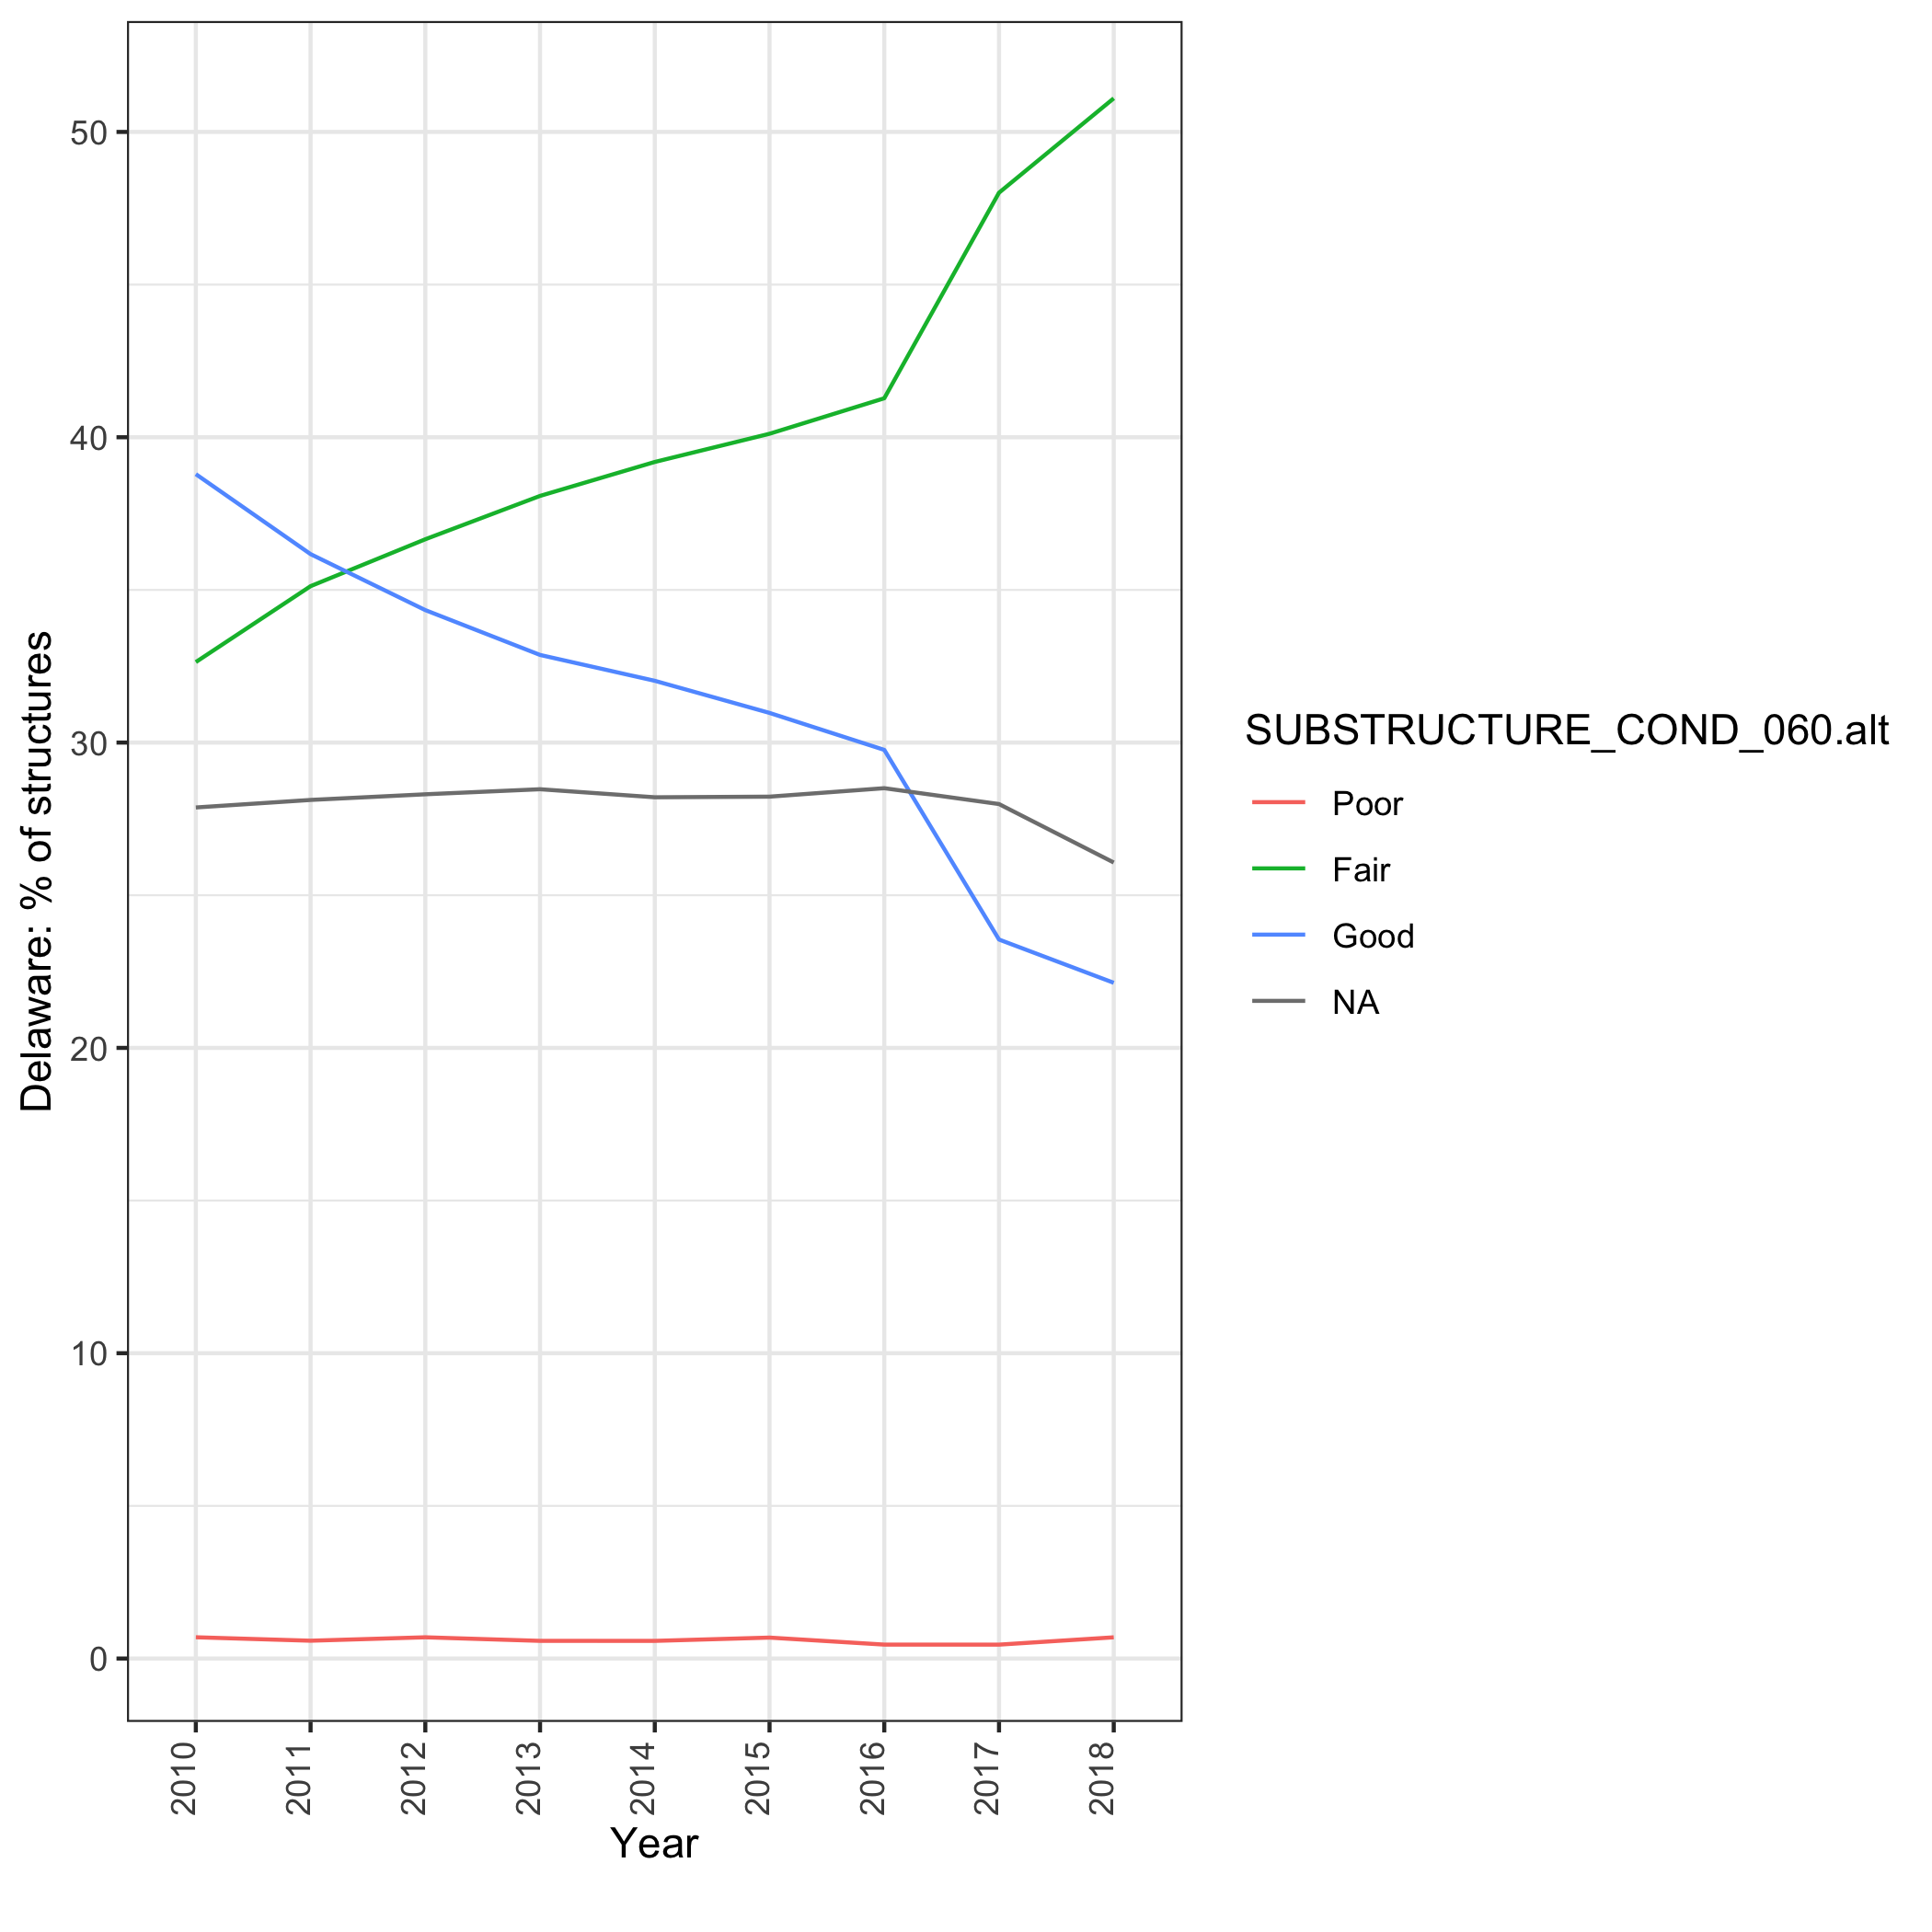 Delaware: % of structures
50
40
30
20
10
0
2010
2011
2012
2013
2014
2015
2016
2017
2018
Year
SUBSTRUCTURE_COND_060.alt
Poor
Fair
Good
NA